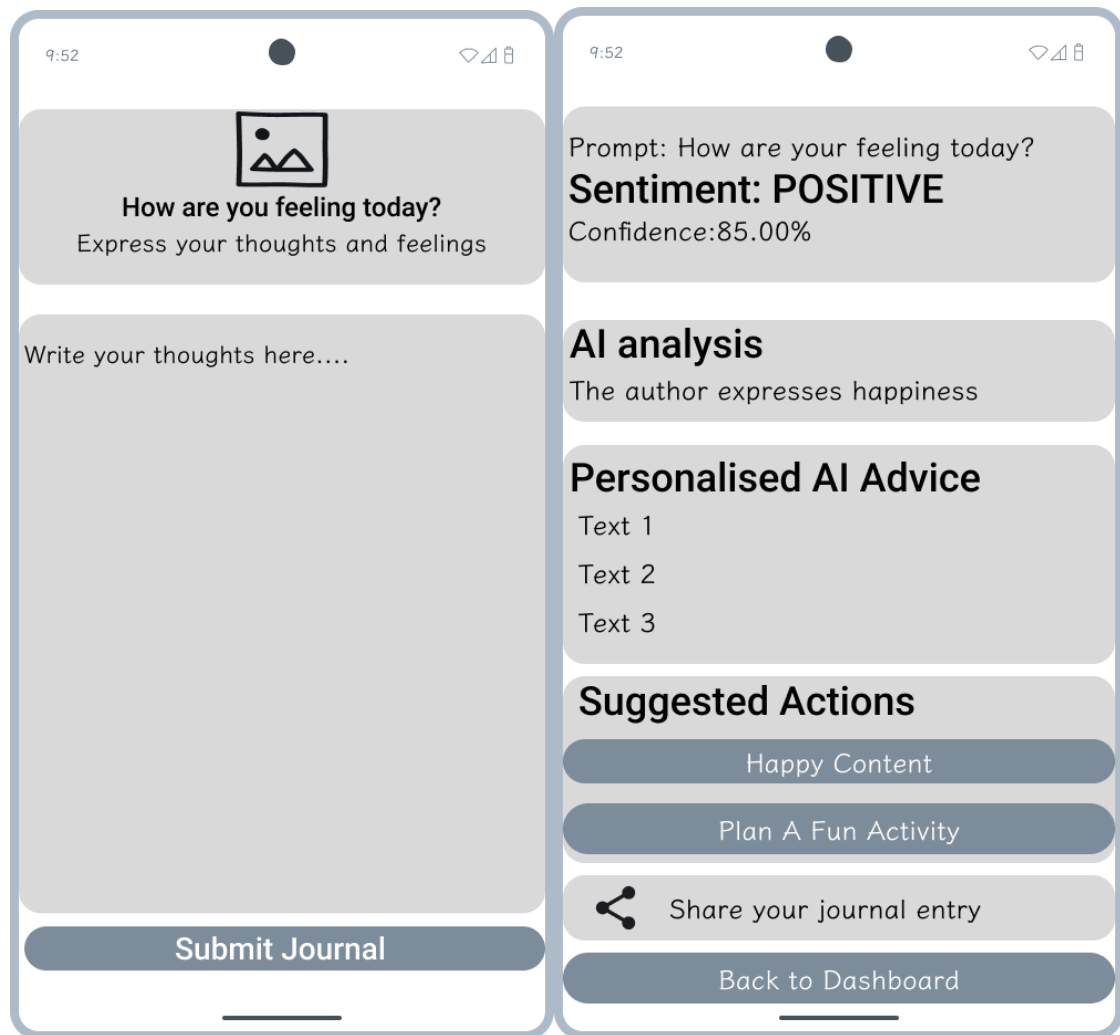 9:52
How are you feeling today?
Express your thoughts and feelings
Write your thoughts here....
Submit Journal
9:52
Prompt: How are your feeling today?
Sentiment: POSITIVE
Confidence:85.00%
AI analysis
The author expresses happiness
Personalised AI Advice
Text 1
Text 2
Text 3
Suggested Actions
Happy Content
Plan A Fun Activity
Share your journal entry
Back to Dashboard